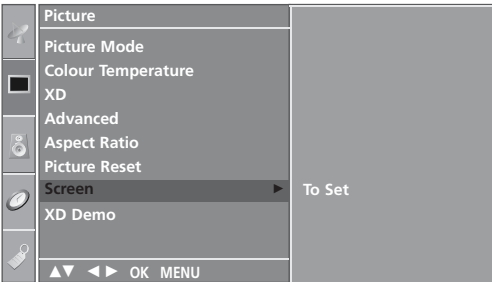 Picture
Picture Mode
Colour Temperature
XD
Advanced
Aspect Ratio
Picture Reset
Screen ► To Set
XD Demo
▲▼ ◄► OK MENU